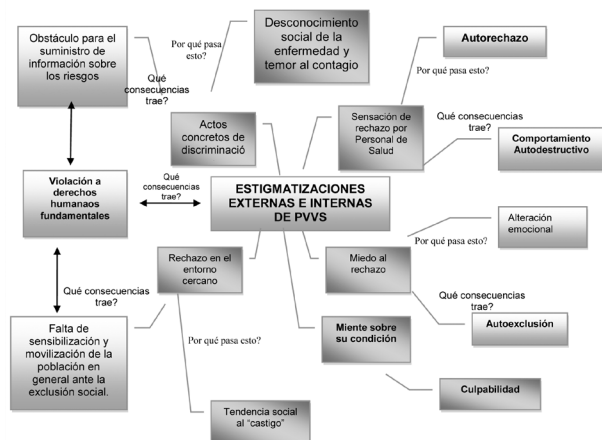 Obstáculo para el
suministro de
información sobre
los riesgos
Por qué pasa
esto?
Desconocimiento
social de la
enfermedad y
temor al contagio
Autorechazo
Por qué pasa esto?
Qué
consecuencias
trae?
Actos
concretos de
discriminació
Sensación de
rechazo por
Personal de
Salud
Qué consecuencias
trae?
Comportamiento
Autodestructivo
Violación a
derechos
humanaos
fundamentales
Qué
consecuencias
trae?
ESTIGMATIZACIONES
EXTERNAS E INTERNAS
DE PVVS
Alteración
emocional
Por qué pasa esto?
Rechazo en el
entorno
cercano
Miedo al
rechazo
Qué consecuencias
trae?
Qué consecuencias
trae?
Autoexclusión
Falta de
sensibilización y
movilización de la
población en
general ante la
exclusión social.
Por qué pasa esto?
Miente sobre
su condición
Culpabilidad
Tendencia social
al “castigo”